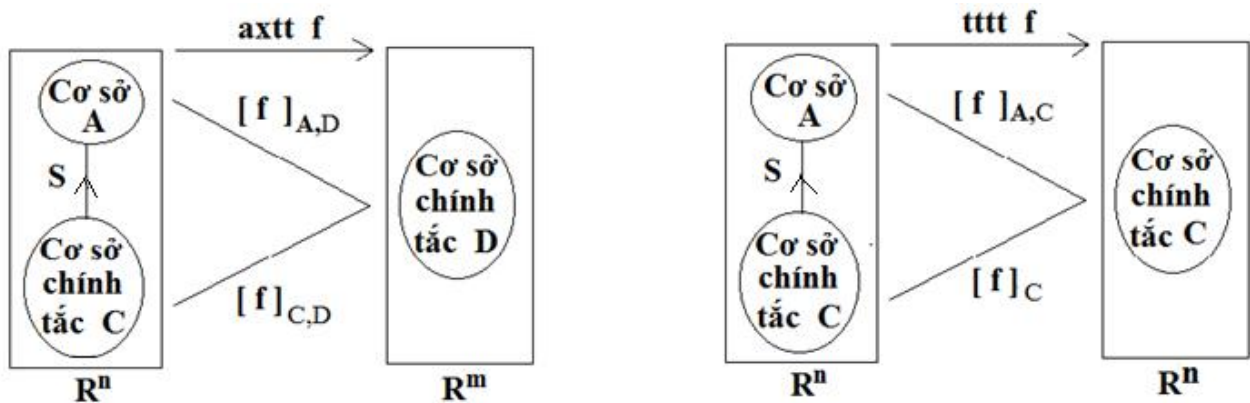 axtt f
Cơ sở
A
[ f ]A,D
S
Cơ sở
chính
tắc D
Cơ sở
chính
tắc C
[ f ]C,D
Rⁿ
Rᵐ
tttt f
Cơ sở
A
[ f ]A,C
S
Cơ sở
chính
tắc C
Cơ sở
chính
tắc C
[ f ]C
Rⁿ
Rⁿ